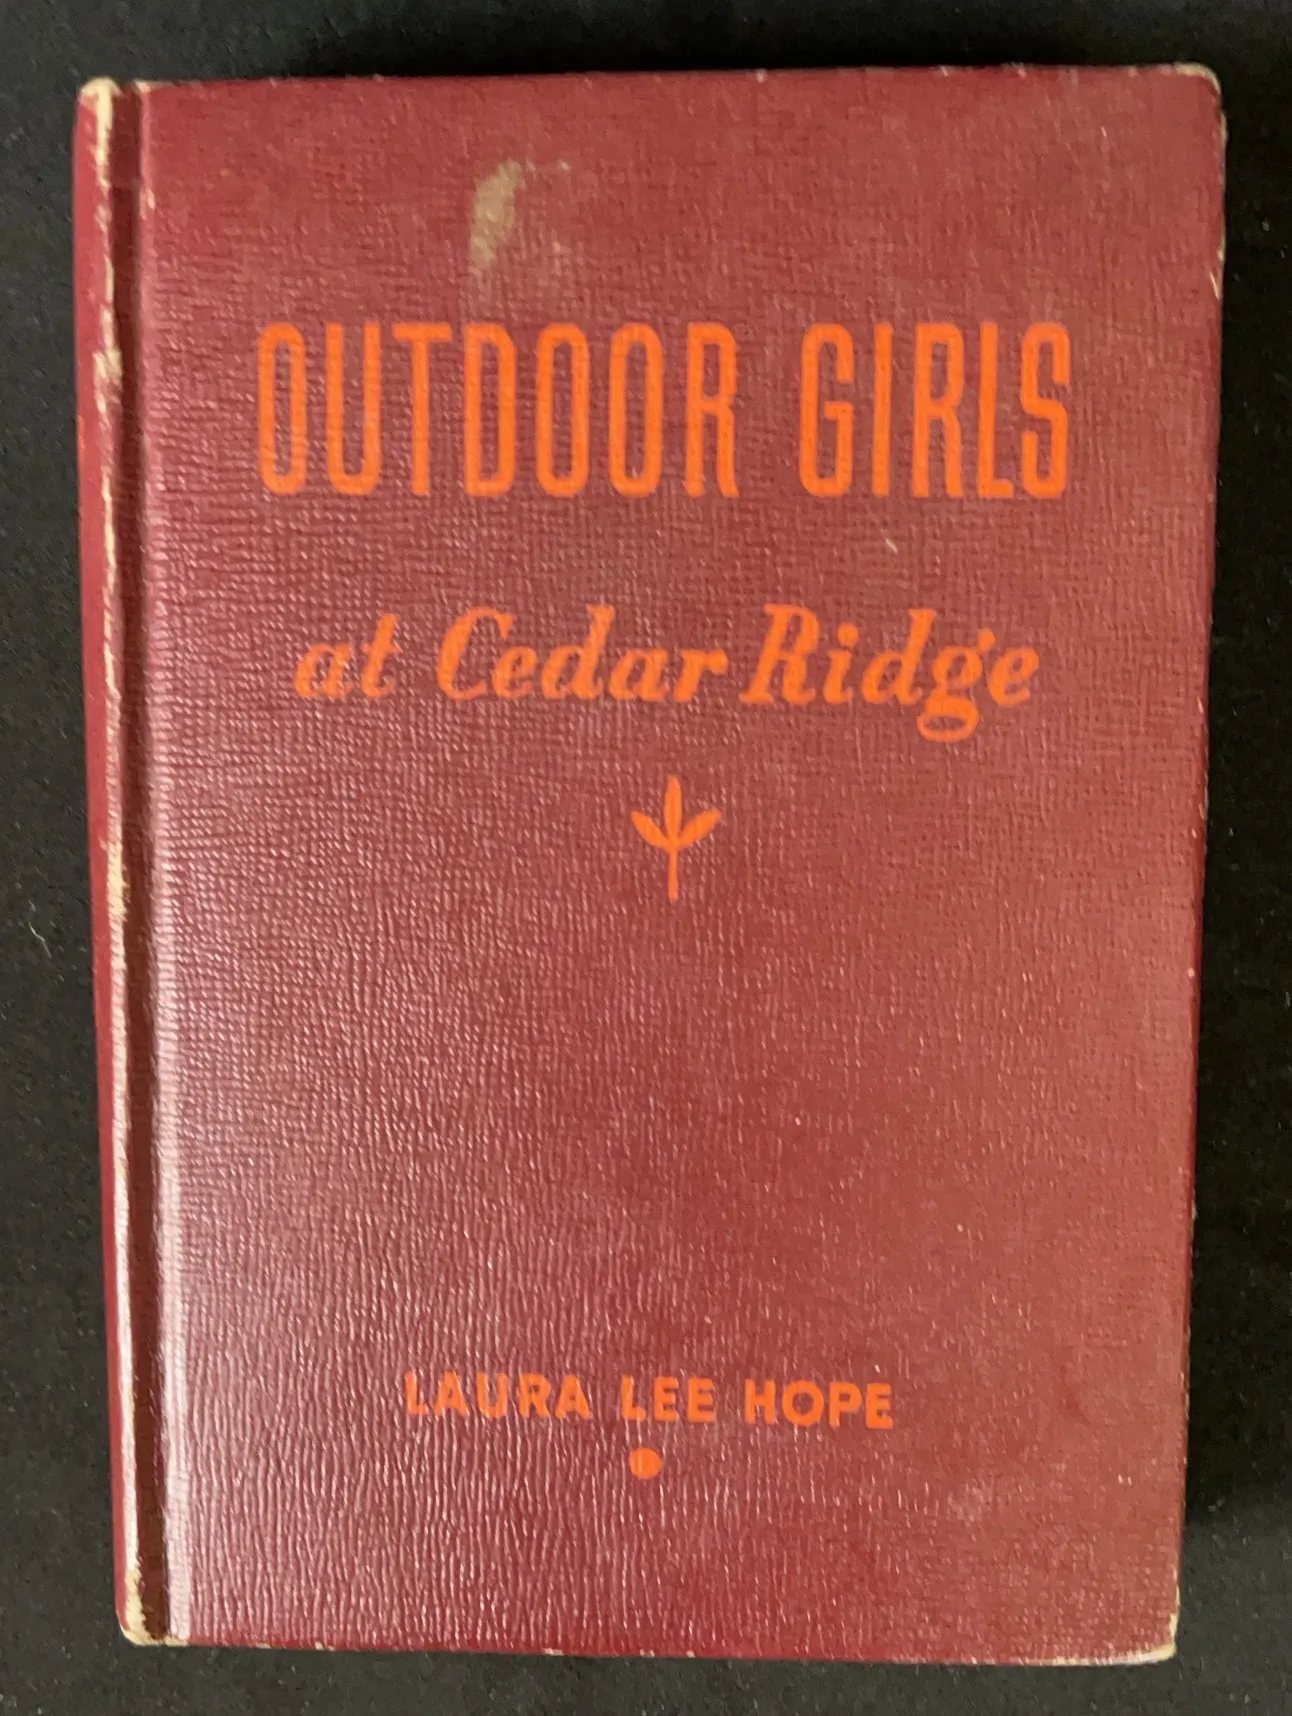 OUTDOOR GIRLS
at Cedar Ridge
LAURA LEE HOPE